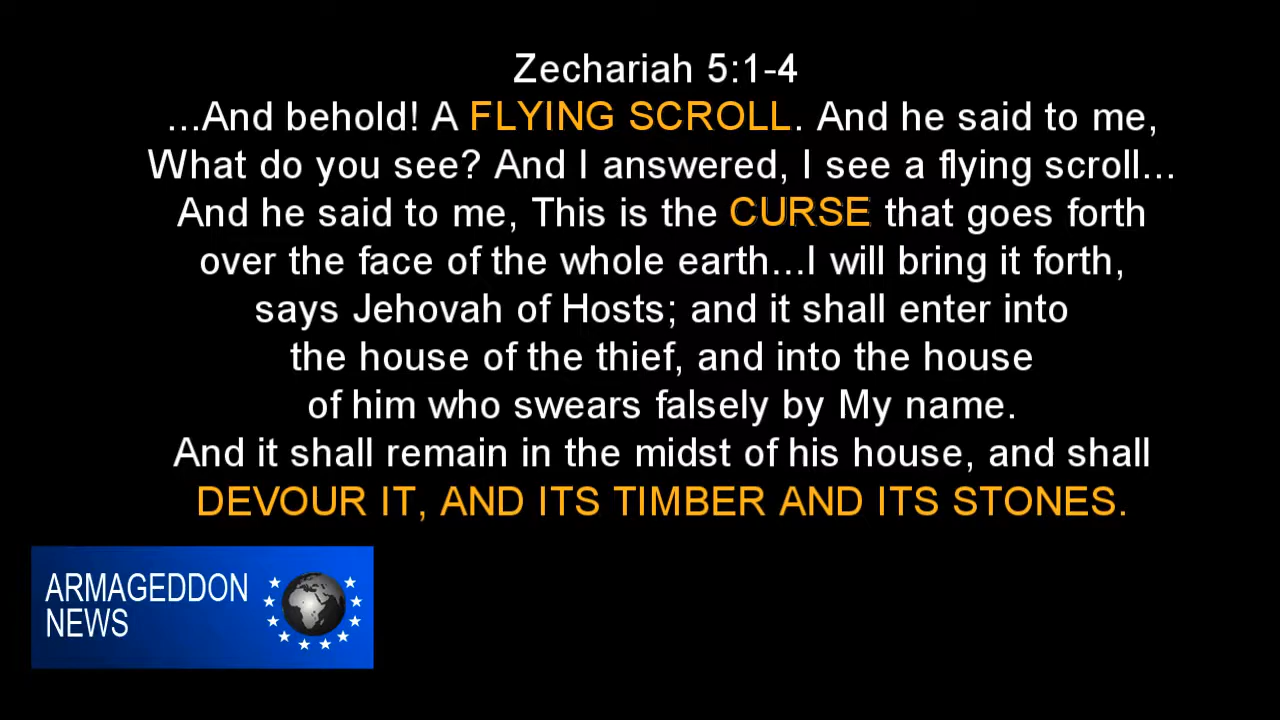 Zechariah 5:1-4
...And behold! A FLYING SCROLL. And he said to me,
What do you see? And I answered, I see a flying scroll...
And he said to me, This is the CURSE that goes forth
over the face of the whole earth...I will bring it forth,
says Jehovah of Hosts; and it shall enter into
the house of the thief, and into the house
of him who swears falsely by My name.
And it shall remain in the midst of his house, and shall
DEVOUR IT, AND ITS TIMBER AND ITS STONES.
ARMAGEDDON
NEWS